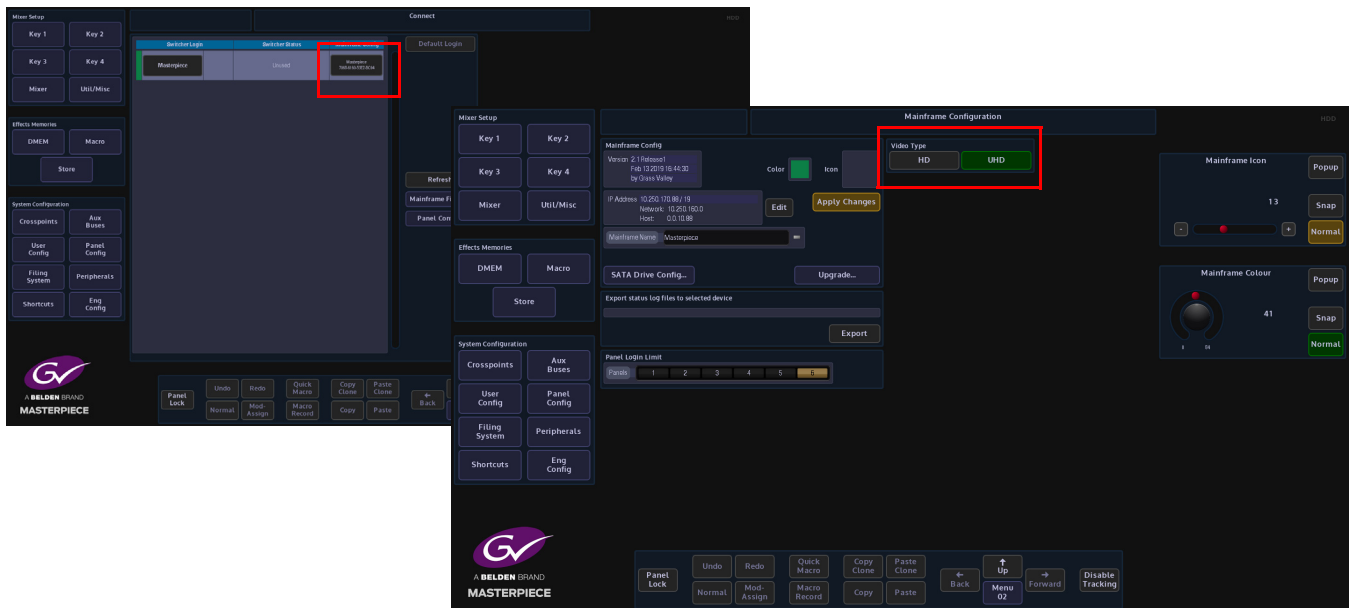 Mixer Setup
Key 1 Key 2
Key 3 Key 4
Mixer Util/Misc
Effects Memories
DMEM Macro
Store
System Configuration
Crosspoints Aux Buses
User Config Panel Config
Filing System Peripherals
Shortcuts Eng Config
A BELDEN BRAND
MASTERPIECE
Connect
HDD
Switcher Login Switcher Status
Masterpiece Unused Masterpiece
Default Login
Refresh
Mainframe Fi
Panel Con
Panel Lock
Undo Redo Quick Macro Copy Clone Paste Clone
Normal Mod-Assign Macro Record Copy Paste
← Back
Mixer Setup
Key 1 Key 2
Key 3 Key 4
Mixer Util/Misc
Effects Memories
DMEM Macro
Store
System Configuration
Crosspoints Aux Buses
User Config Panel Config
Filing System Peripherals
Shortcuts Eng Config
GV
A BELDEN BRAND
MASTERPIECE
Mainframe Configuration
HDD
Mainframe Config
Version 2.1 Release1
Feb 13 2019 16:44:30
by Grass Valley
Color Icon
IP Address 10.250.170.88 / 19
Network: 10.250.160.0
Host: 0.0.10.88
Edit
Apply Changes
Mainframe Name Masterpiece
SATA Drive Config... Upgrade...
Export status log files to selected device
Export
Panel Login Limit
Panels 1 2 3 4 5 6
Video Type
HD UHD
Mainframe Icon
Popup
13
Snap
- +
Normal
Mainframe Colour
Popup
41
Snap
Normal
Panel Lock
Undo Redo Quick Macro Copy Clone Paste Clone
Normal Mod-Assign Macro Record Copy Paste
← Back ↑ Up → Forward
Menu 02
Disable Tracking